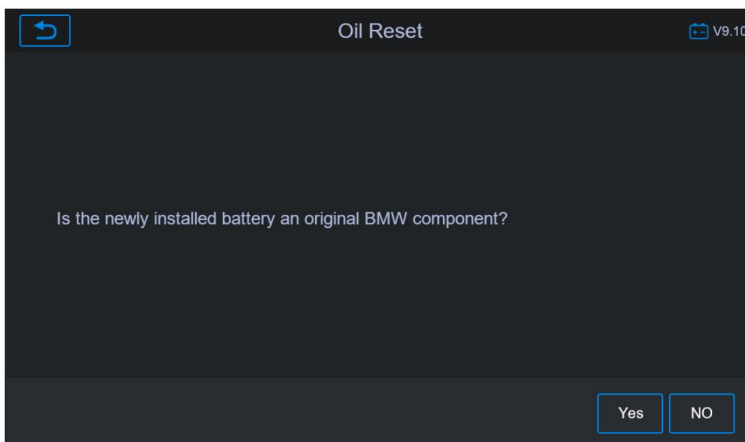 Oil Reset
V9.10
Is the newly installed battery an original BMW component?
Yes
NO